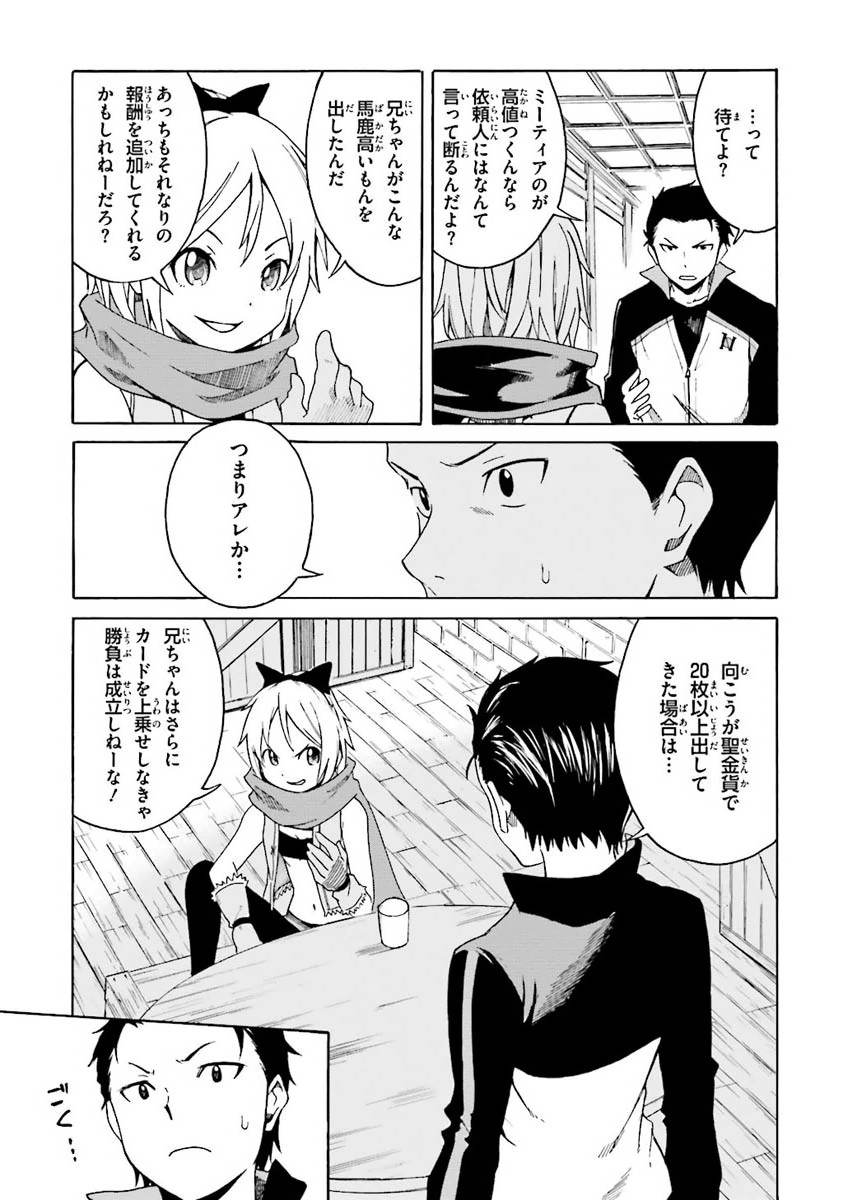 …って
待てよ？
ミーティアのが
高値つくんなら
依頼人にはなんて
言って断るんだよ？
N
兄ちゃんがこんな
馬鹿高いもんを
出したんだ
あっちもそれなりの
報酬を追加してくれる
かもしれねーだろ？
つまりアレか…
向こうが聖金貨で
20枚以上出して
きた場合は…
兄ちゃんはさらに
カードを上乗せしなきゃ
勝負は成立しねーな！